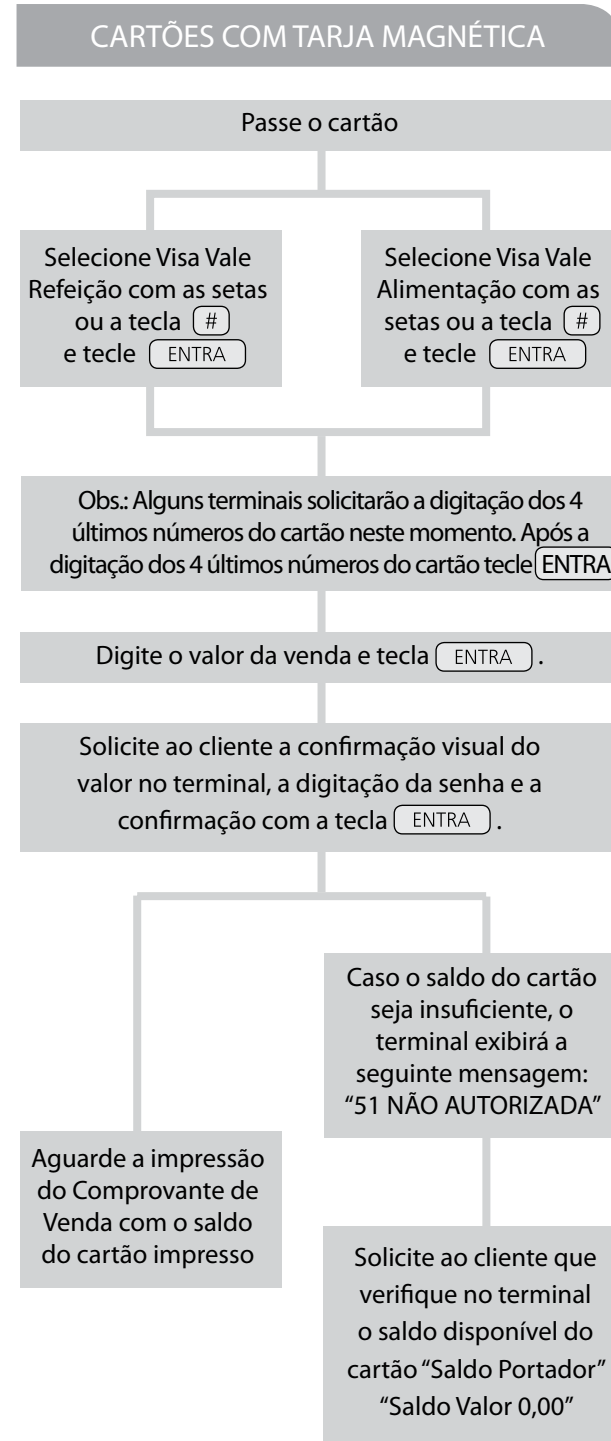 CARTÕES COM TARJA MAGNÉTICA
Passe o cartão
Selecione Visa Vale
Refeição com as setas
ou a tecla #
e tecle ENTRA
Selecione Visa Vale
Alimentação com as
setas ou a tecla #
e tecle ENTRA
Obs.: Alguns terminais solicitarão a digitação dos 4
últimos números do cartão neste momento. Após a
digitação dos 4 últimos números do cartão tecle ENTRA
Digite o valor da venda e tecla ENTRA .
Solicite ao cliente a confirmação visual do
valor no terminal, a digitação da senha e a
confirmação com a tecla ENTRA .
Aguarde a impressão
do Comprovante de
Venda com o saldo
do cartão impresso
Caso o saldo do cartão
seja insuficiente, o
terminal exibirá a
seguinte mensagem:
“51 NÃO AUTORIZADA”
Solicite ao cliente que
verifique no terminal
o saldo disponível do
cartão “Saldo Portador”
“Saldo Valor 0,00”